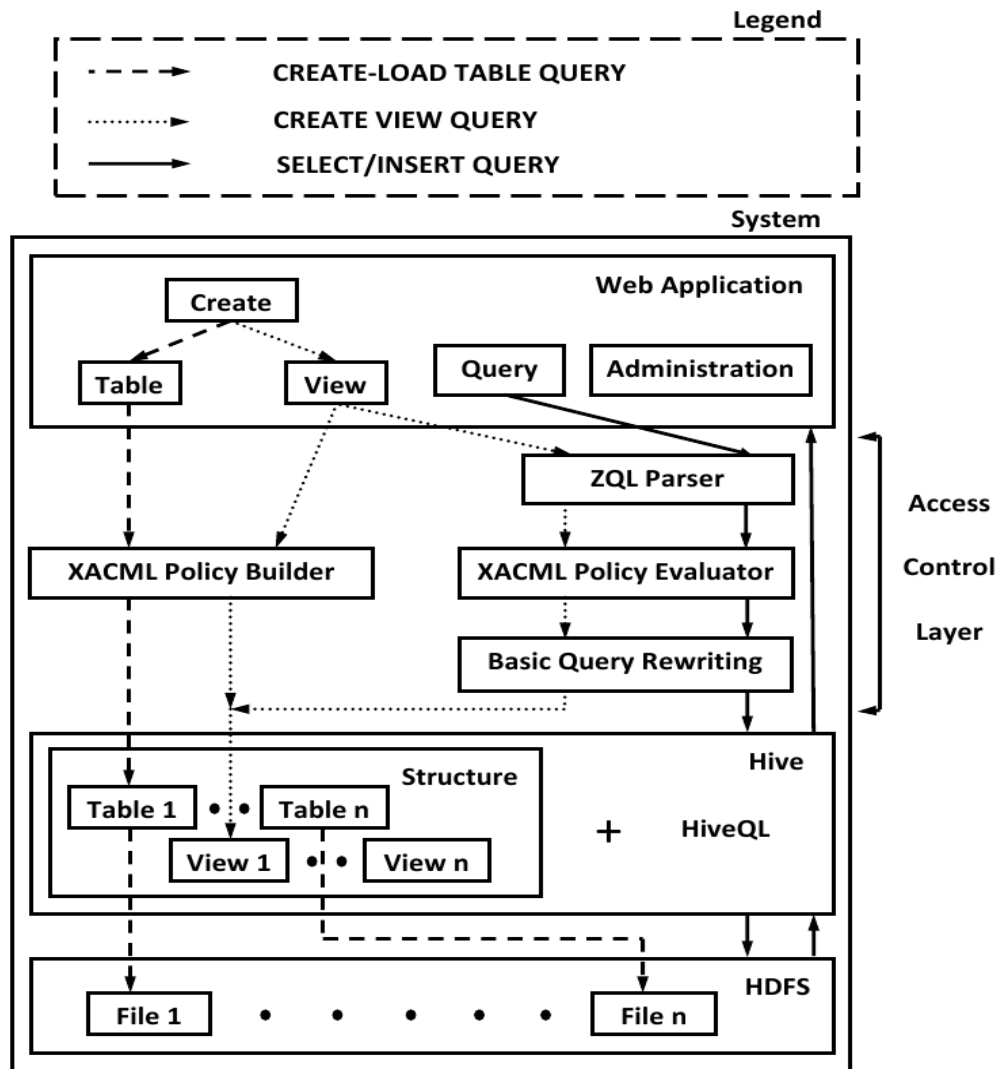 Legend
CREATE-LOAD TABLE QUERY
CREATE VIEW QUERY
SELECT/INSERT QUERY
System
Web Application
Create
Table
View
Query
Administration
ZQL Parser
Access
Control
Layer
XACML Policy Builder
XACML Policy Evaluator
Basic Query Rewriting
Hive
Structure
Table 1
Table n
+ HiveQL
View 1
View n
HDFS
File 1
File n